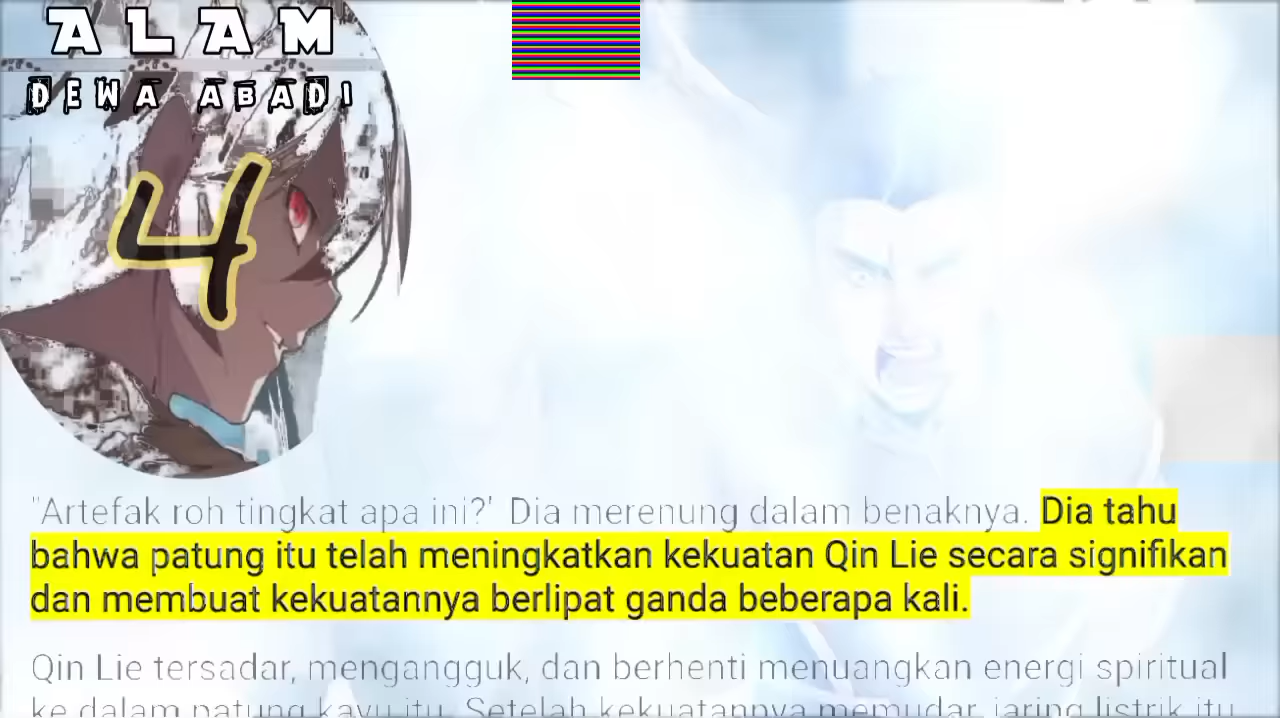 ALAM
DEWA ABADI
4
"Artefak roh tingkat apa ini?' Dia merenung dalam benaknya. Dia tahu
bahwa patung itu telah meningkatkan kekuatan Qin Lie secara signifikan
dan membuat kekuatannya berlipat ganda beberapa kali.
Qin Lie tersadar, mengangguk, dan berhenti menuangkan energi spiritual
ke dalam patung kayu itu. Setelah kekuatannya memudar, jaring listrik itu